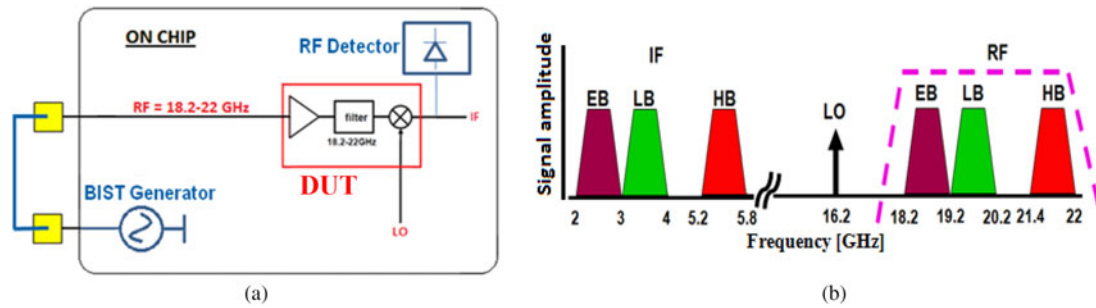 ON CHIP
RF Detector
RF = 18.2-22 GHz
filter
IF
18.2-22GHz
DUT
BIST Generator
LO
(a)
Signal amplitude
IF
RF
EB LB HB
LO
EB LB HB
2 3 4 5.2 5.8 16.2 18.2 19.2 20.2 21.4 22
Frequency [GHz]
(b)